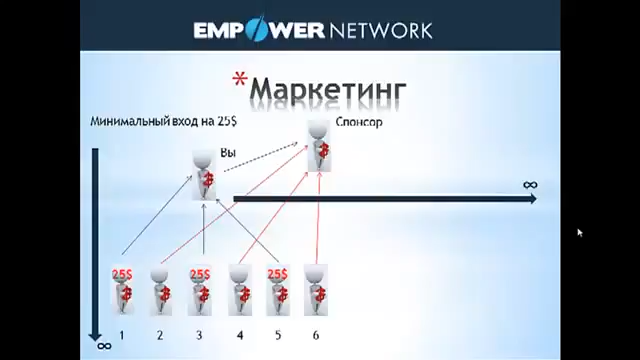 EMPOWER NETWORK
*Маркетинг
Минимальный вход на 25$
Спонсор
Вы
∞
25$ 25$ 25$
1 2 3 4 5 6
∞